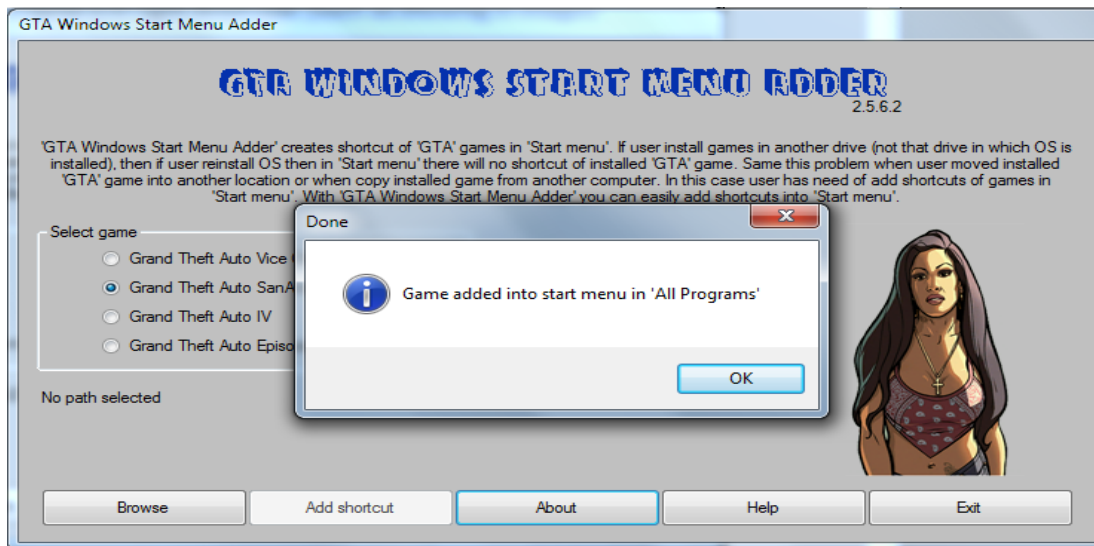 GTA Windows Start Menu Adder
GTA WINDOWS START MENU ADDER
2.5.6.2
'GTA Windows Start Menu Adder' creates shortcut of 'GTA' games in 'Start menu'. If user install games in another drive (not that drive in which OS is
installed), then if user reinstall OS then in 'Start menu' there will no shortcut of installed 'GTA' game. Same this problem
when user moved installed
'GTA' game into another location or when copy installed game from another computer. In this case user has need of add shortcuts of games in
'Start menu'. With 'GTA Windows Start Menu Adder' you can easily add shortcuts into 'Start menu'.
Done
Select game
Grand Theft Auto Vice
Grand Theft Auto SanA
Grand Theft Auto IV
Grand Theft Auto Episo
Game added into start menu in 'All Programs'
OK
No path selected
Browse
Add shortcut
About
Help
Exit